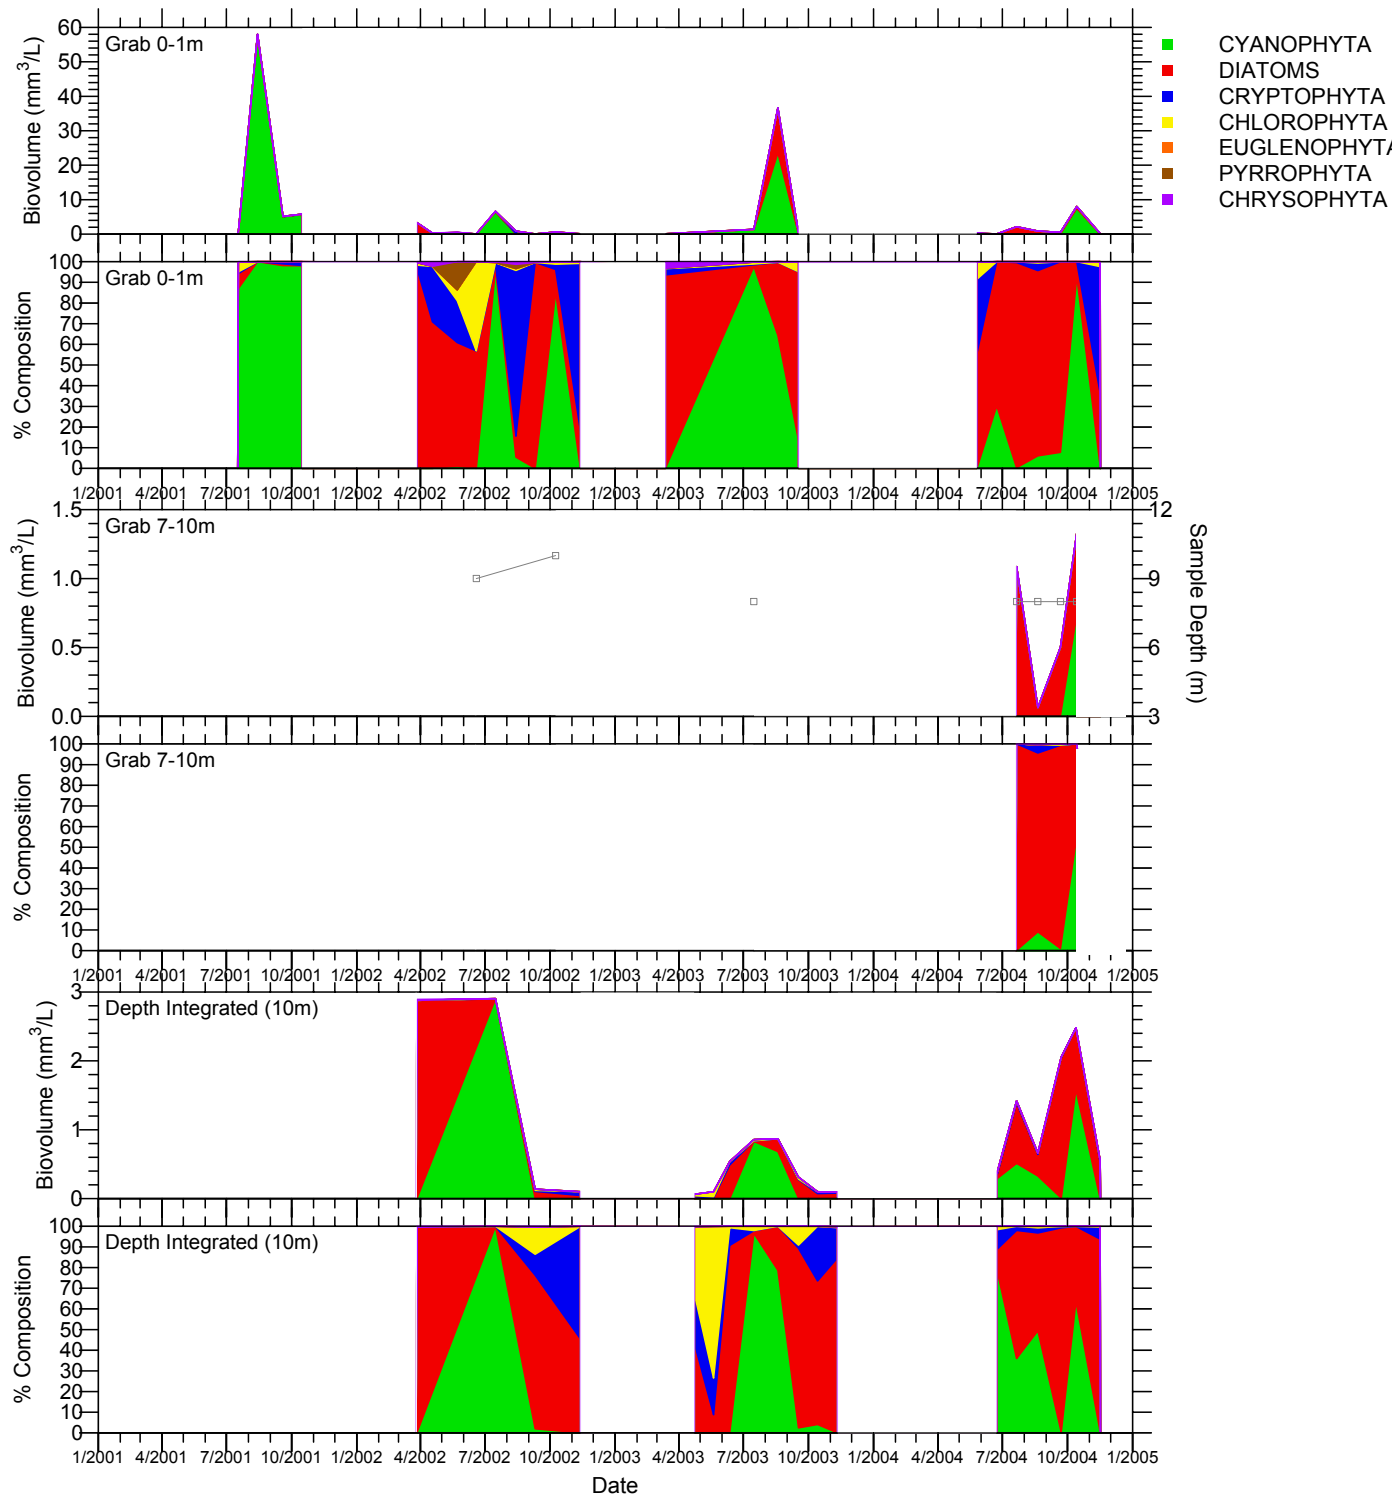 Grab 0-1m
Biovolume (mm³/L)
60
50
40
30
20
10
0
CYANOPHYTA
DIATOMS
CRYPTOPHYTA
CHLOROPHYTA
EUGLENOPHYTA
PYRROPHYTA
CHRYSOPHYTA
Grab 0-1m
% Composition
100
90
80
70
60
50
40
30
20
10
0
1/2001 4/2001 7/2001 10/2001 1/2002 4/2002 7/2002 10/2002 1/2003 4/2003 7/2003 10/2003 1/2004 4/2004 7/2004 10/2004 1/2005
Grab 7-10m
Biovolume (mm³/L)
1.5
1.0
0.5
0.0
12
9
6
3
Sample Depth (m)
Grab 7-10m
% Composition
100
90
80
70
60
50
40
30
20
10
0
1/2001 4/2001 7/2001 10/2001 1/2002 4/2002 7/2002 10/2002 1/2003 4/2003 7/2003 10/2003 1/2004 4/2004 7/2004 10/2004 1/2005
Depth Integrated (10m)
Biovolume (mm³/L)
3
2
1
0
Depth Integrated (10m)
% Composition
100
90
80
70
60
50
40
30
20
10
0
1/2001 4/2001 7/2001 10/2001 1/2002 4/2002 7/2002 10/2002 1/2003 4/2003 7/2003 10/2003 1/2004 4/2004 7/2004 10/2004 1/2005
Date